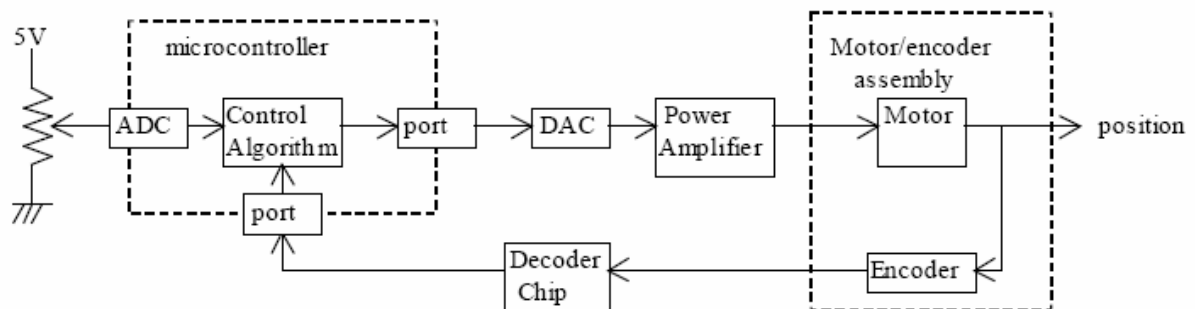 5V
microcontroller
Motor/encoder
assembly
ADC
Control
Algorithm
port
DAC
Power
Amplifier
Motor
position
port
Decoder
Chip
Encoder